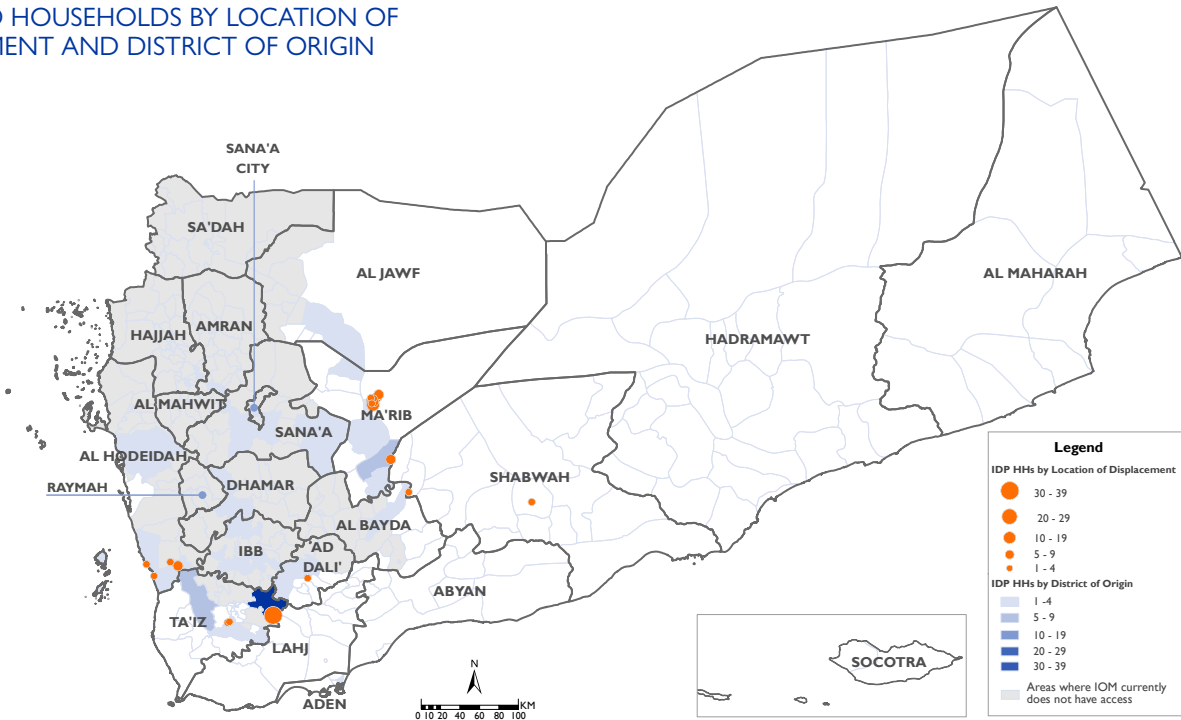 HOUSEHOLDS BY LOCATION OF
AND DISTRICT OF ORIGIN
SANA'A
CITY
SA'DAH
AL JAWF
AL MAHARAH
HAJJAH
AMRAN
HADRAMAWT
AL MAHWIT
MA'RIB
SANA'A
AL HODEIDAH
RAYMAH
DHAMAR
SHABWAH
AL BAYDA
IBB
AD
DALI'
ABYAN
TA'IZ
LAHJ
ADEN
SOCOTRA
N
KM
0 10 20 40 60 80 100
Legend
IDP HHs by Location of Displacement
30 - 39
20 - 29
10 - 19
5 - 9
1 - 4
IDP HHs by District of Origin
1 -4
5 - 9
10 - 19
20 - 29
30 - 39
Areas where IOM currently
does not have access